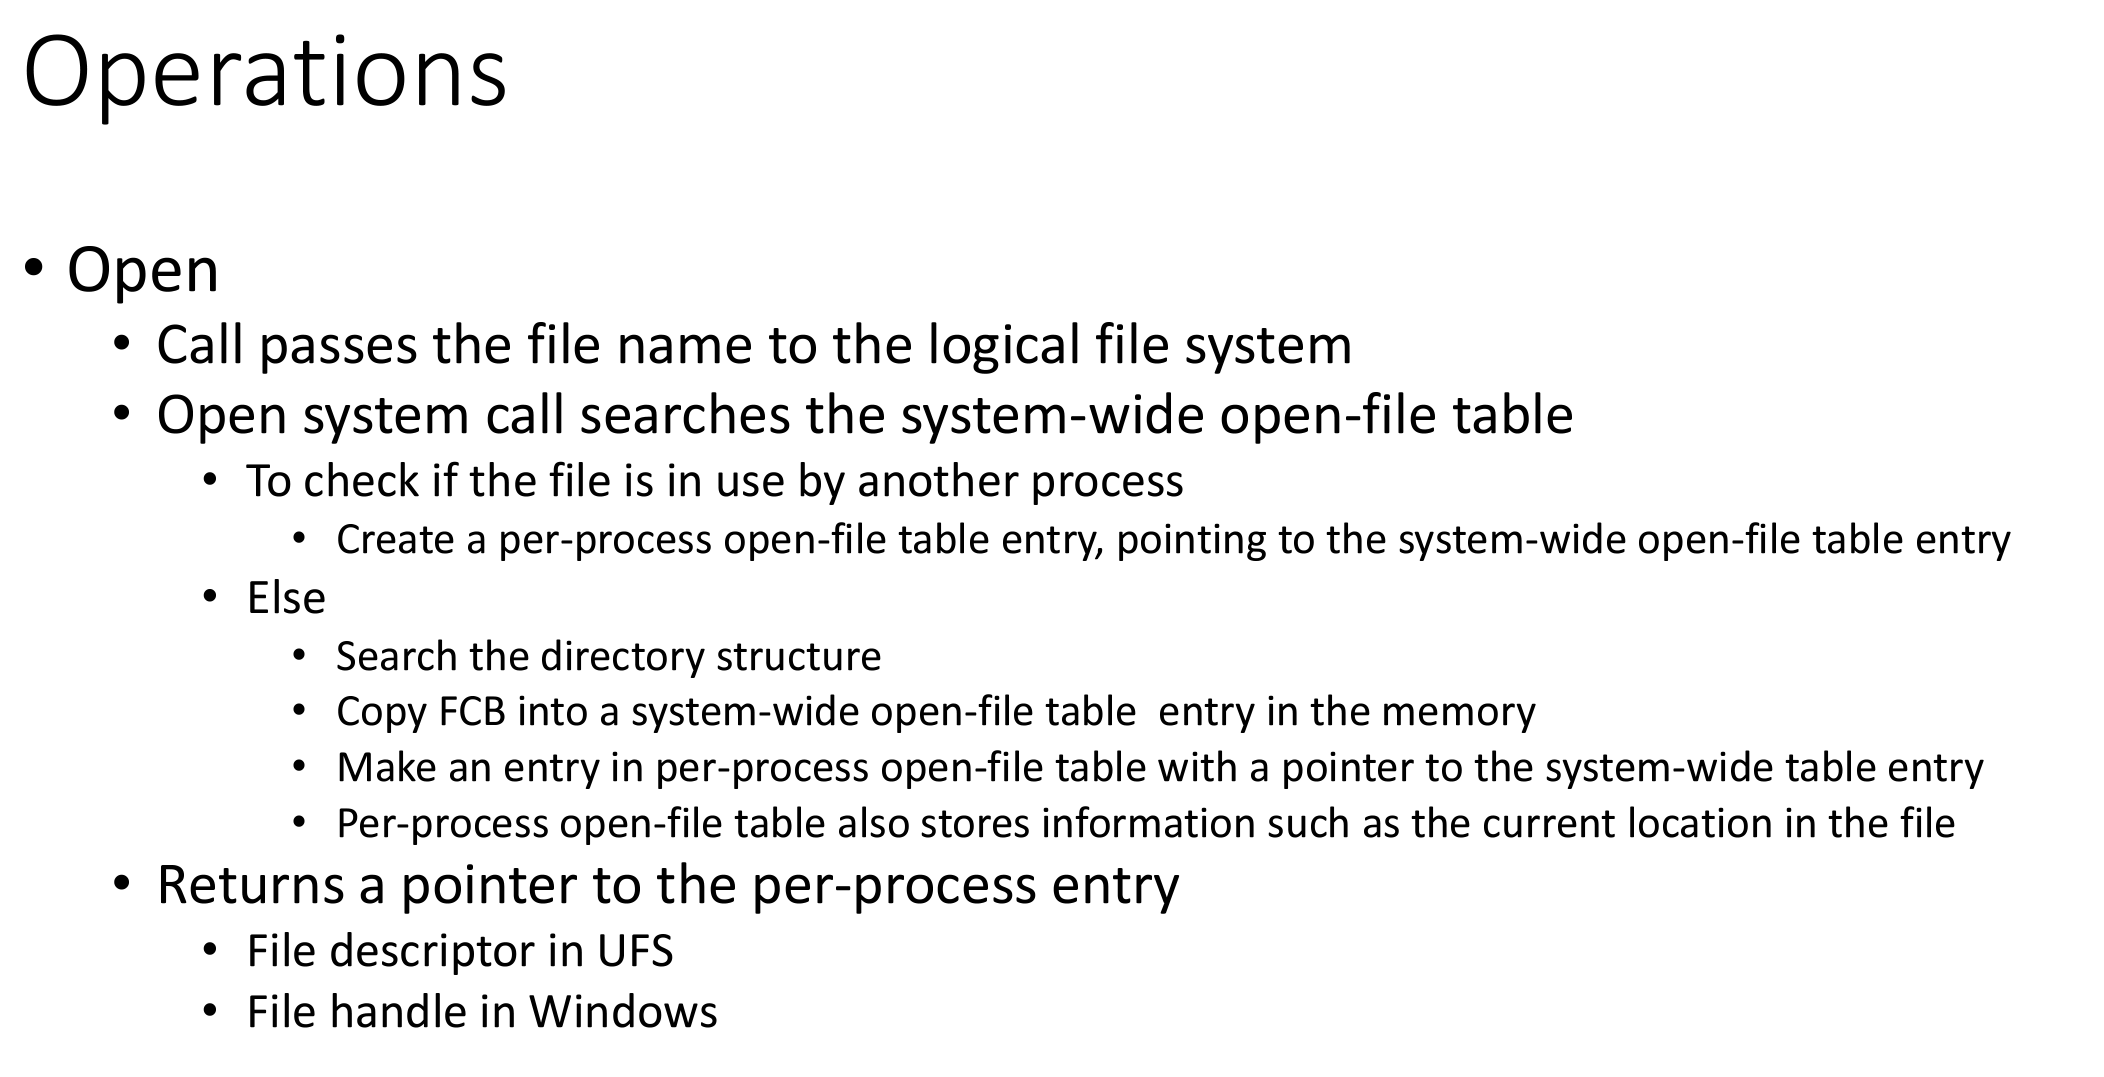 Operations
• Open
• Call passes the file name to the logical file system
• Open system call searches the system-wide open-file table
• To check if the file is in use by another process
• Create a per-process open-file table entry, pointing to the system-wide open-file table entry
• Else
• Search the directory structure
• Copy FCB into a system-wide open-file table  entry in the memory
• Make an entry in per-process open-file table with a pointer to the system-wide table entry
• Per-process open-file table also stores information such as the current location in the file
• Returns a pointer to the per-process entry
• File descriptor in UFS
• File handle in Windows